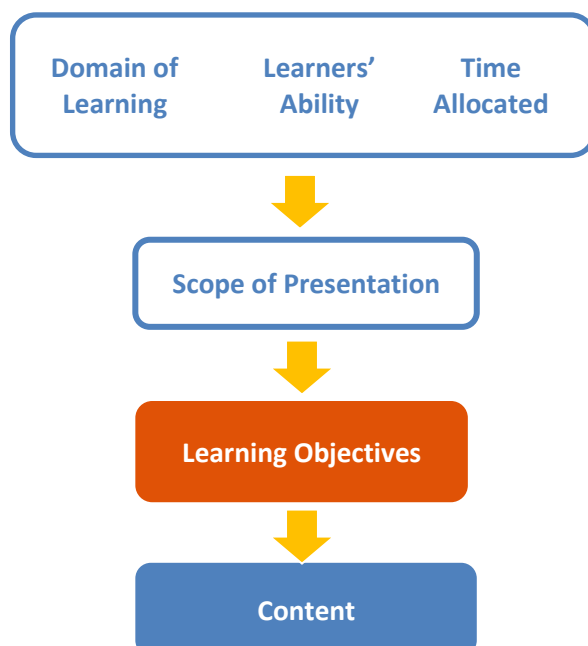 Domain of
Learning
Learners’
Ability
Time
Allocated
Scope of Presentation
Learning Objectives
Content